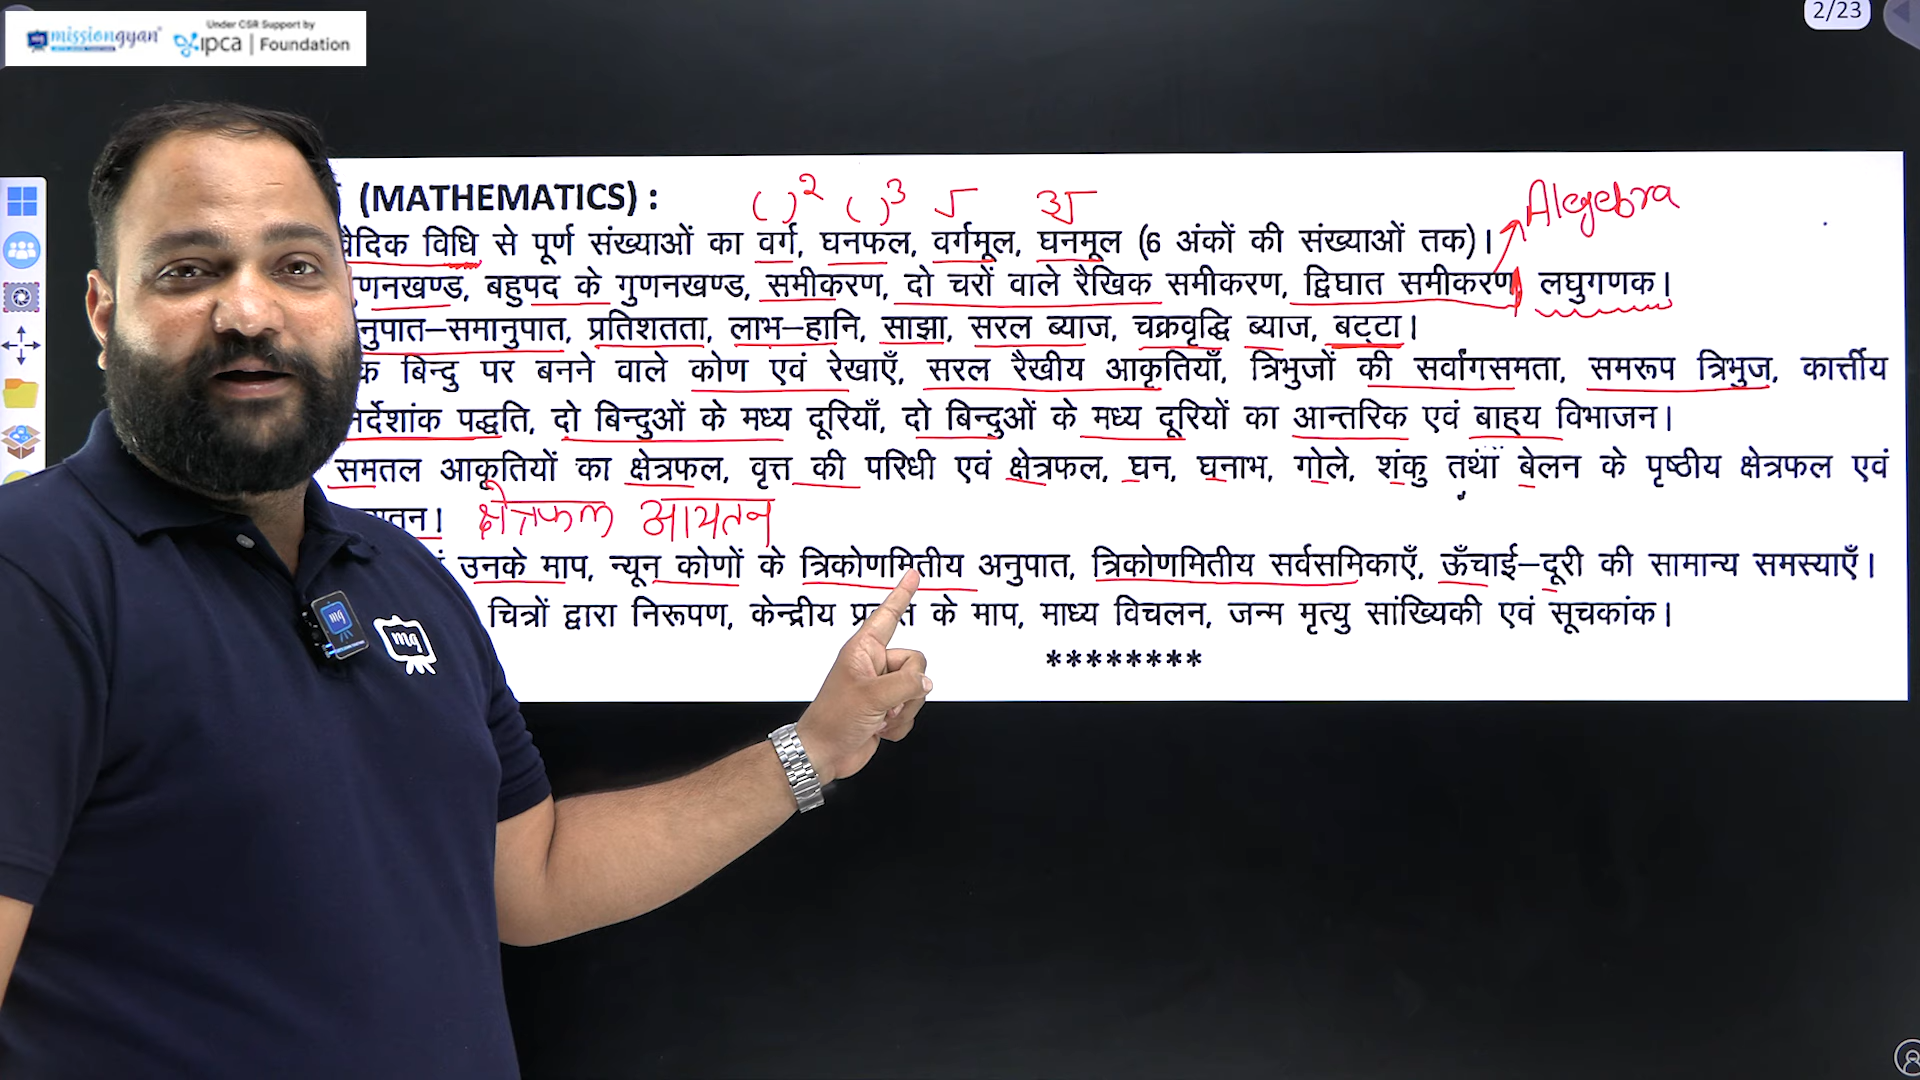 missiongyan
Under CSR Support by
ipca | Foundation
2/23
(MATHEMATICS) :
( )² ( )³ √ 3√
Algebra
वैदिक विधि से पूर्ण संख्याओं का वर्ग, घनफल, वर्गमूल, घनमूल (6 अंकों की संख्याओं तक)।
बहुपद के गुणनखण्ड, समीकरण, दो चरों वाले रैखिक समीकरण, द्विघात समीकरण लघुगणक।
प्रतिशतता, लाभ–हानि, साझा, सरल ब्याज, चक्रवृद्धि ब्याज, बट्टा।
बिन्दु पर बनने वाले कोण एवं रेखाएँ, सरल रैखीय आकृतियाँ, त्रिभुजों की सर्वांगसमता, समरूप त्रिभुज, कार्त्तीय
पद्धति, दो बिन्दुओं के मध्य दूरियाँ, दो बिन्दुओं के मध्य दूरियों का आन्तरिक एवं बाह्य विभाजन।
समतल आकृतियों का क्षेत्रफल, वृत्त की परिधी एवं क्षेत्रफल, घन, घनाभ, गोले, शंकु तथा बेलन के पृष्ठीय क्षेत्रफल एवं
क्षेत्रफल आयतन
उनके माप, न्यून कोणों के त्रिकोणमितीय अनुपात, त्रिकोणमितीय सर्वसमिकाएँ, ऊँचाई–दूरी की सामान्य समस्याएँ।
चित्रों द्वारा निरूपण, केन्द्रीय के माप, माध्य विचलन, जन्म मृत्यु सांख्यिकी एवं सूचकांक।
********
mg
mg